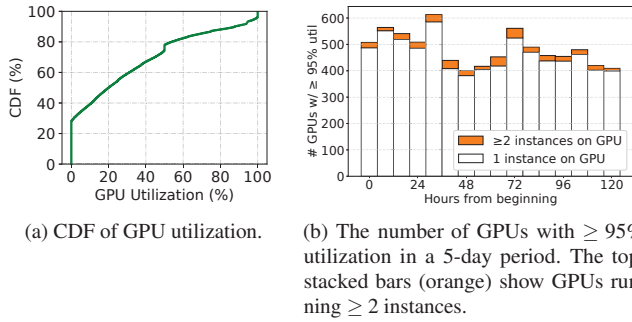 100
80
60
40
20
0
CDF (%)
0 20 40 60 80 100
GPU Utilization (%)
(a) CDF of GPU utilization.
600
500
400
300
200
100
0
# GPUs w/ ≥ 95% util
≥2 instances on GPU
1 instance on GPU
0 24 48 72 96 120
Hours from beginning
(b) The number of GPUs with ≥ 95%
utilization in a 5-day period. The top
stacked bars (orange) show GPUs run-
ning ≥ 2 instances.